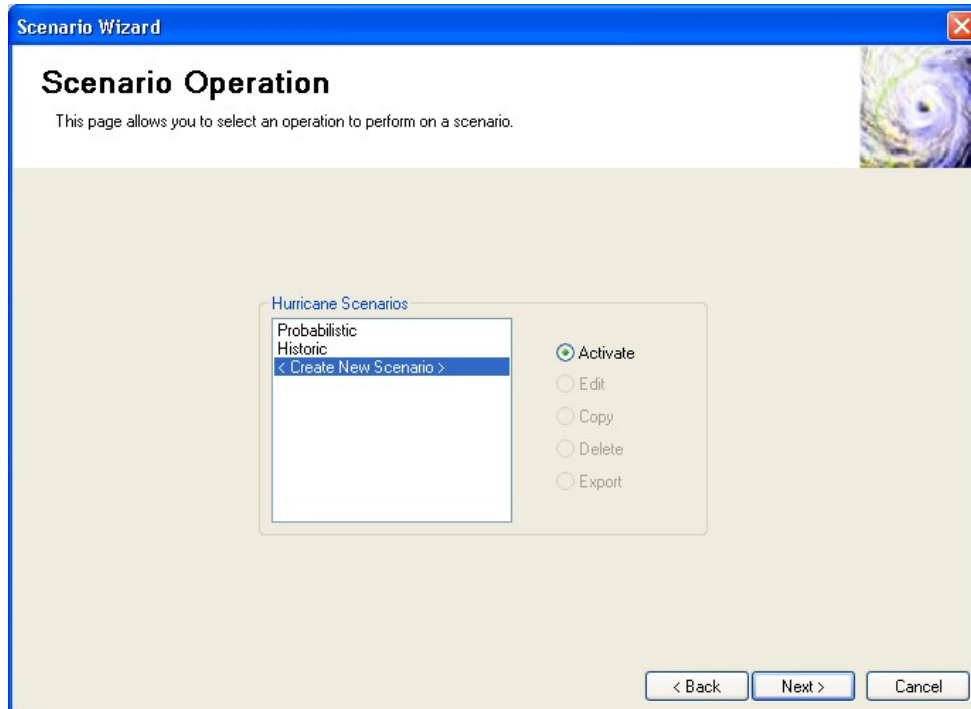 Scenario Wizard
Scenario Operation
This page allows you to select an operation to perform on a scenario.
Hurricane Scenarios
Probabilistic
Historic
< Create New Scenario >
Activate
Edit
Copy
Delete
Export
< Back
Next >
Cancel